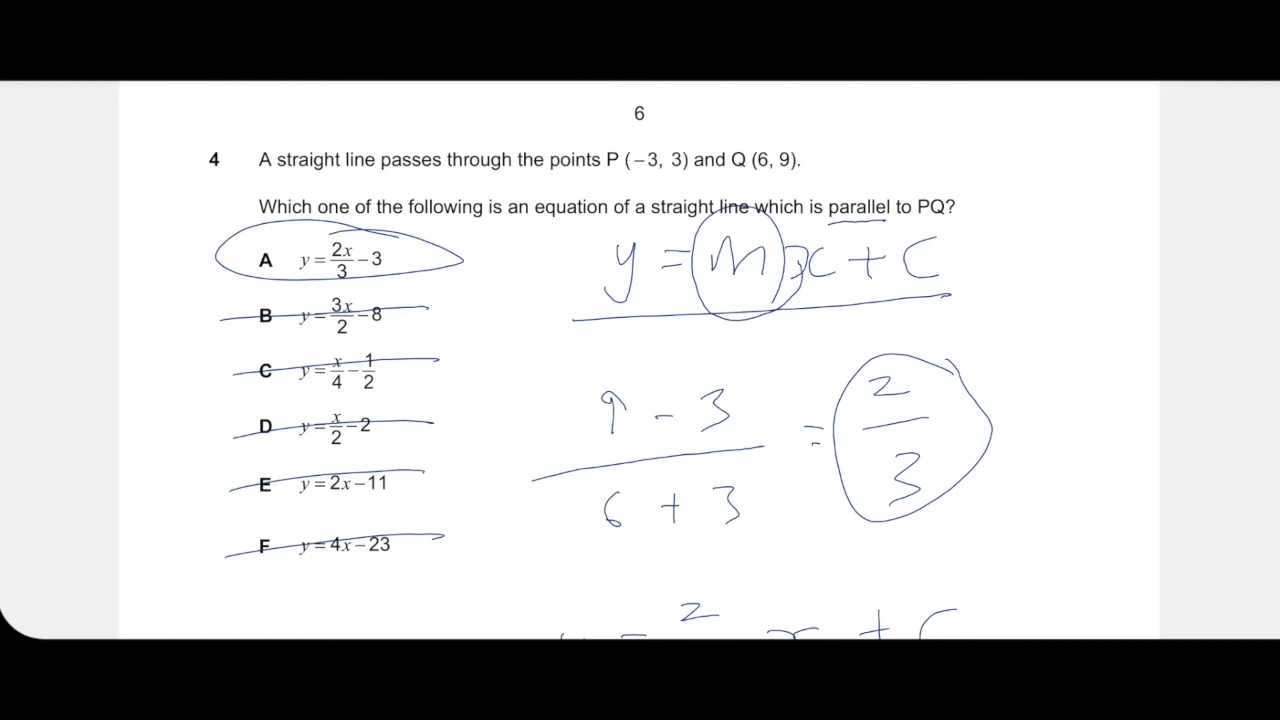 6
4 A straight line passes through the points P (−3, 3) and Q (6, 9).
Which one of the following is an equation of a straight line which is parallel to PQ?
A y = 2x/3 − 3
B y = 3x/2 − 8
C y = x/4 − 1/2
D y = x/2 − 2
E y = 2x − 11
F y = 4x − 23
y = mx + c
9 − 3
6 + 3
= 2/3
2
= x + c